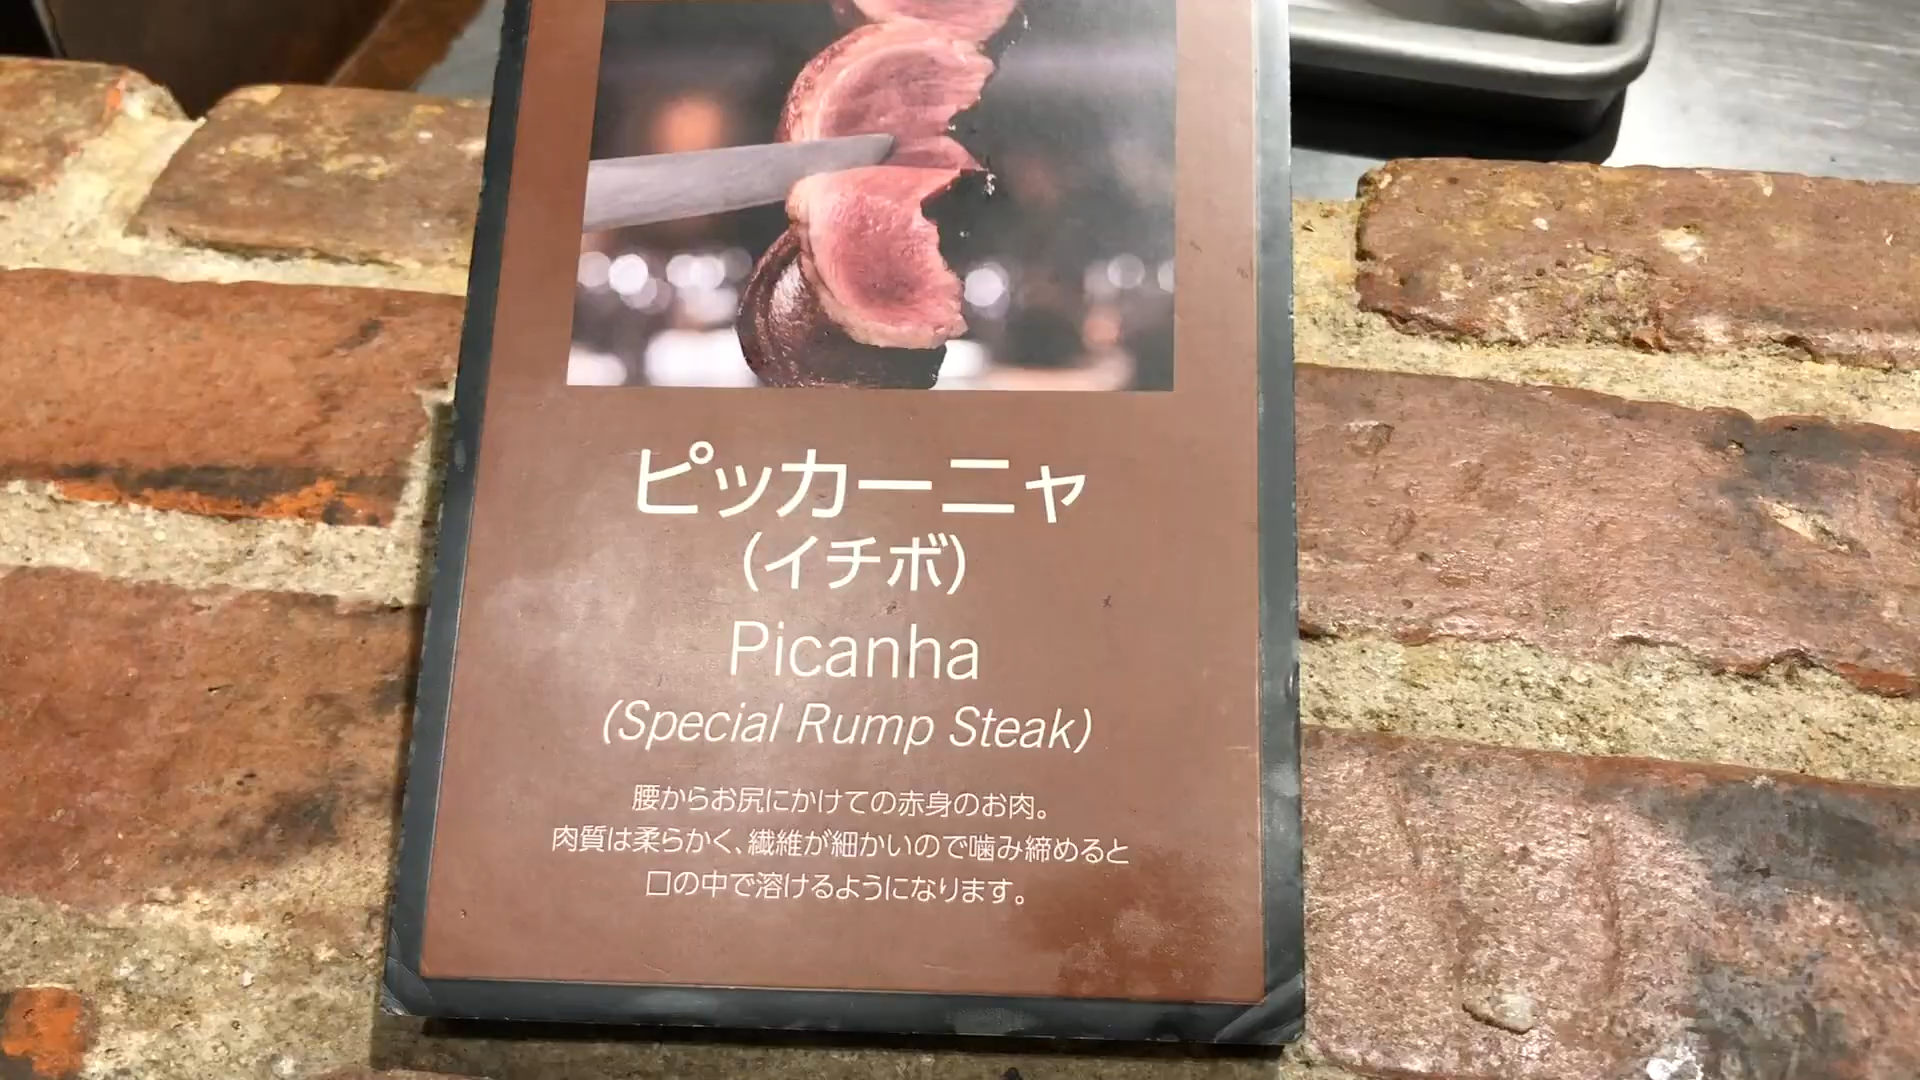 ピッカーニャ
(イチボ)
Picanha
(Special Rump Steak)
腰からお尻にかけての赤身のお肉。
肉質は柔らかく、繊維が細かいので噛み締めると
口の中で溶けるようになります。